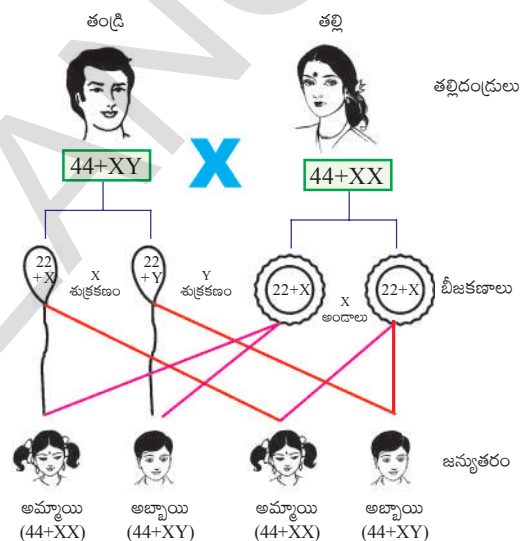 తండ్రి తల్లి
తల్లిదండ్రులు
44+XY X 44+XX
22
+X
X
శుక్రకణం
22
+Y
Y
శుక్రకణం
22+X
X
అండాలు
22+X
బీజకణాలు
జన్యుతరం
అమ్మాయి అబ్బాయి అమ్మాయి అబ్బాయి
(44+XX) (44+XY) (44+XX) (44+XY)